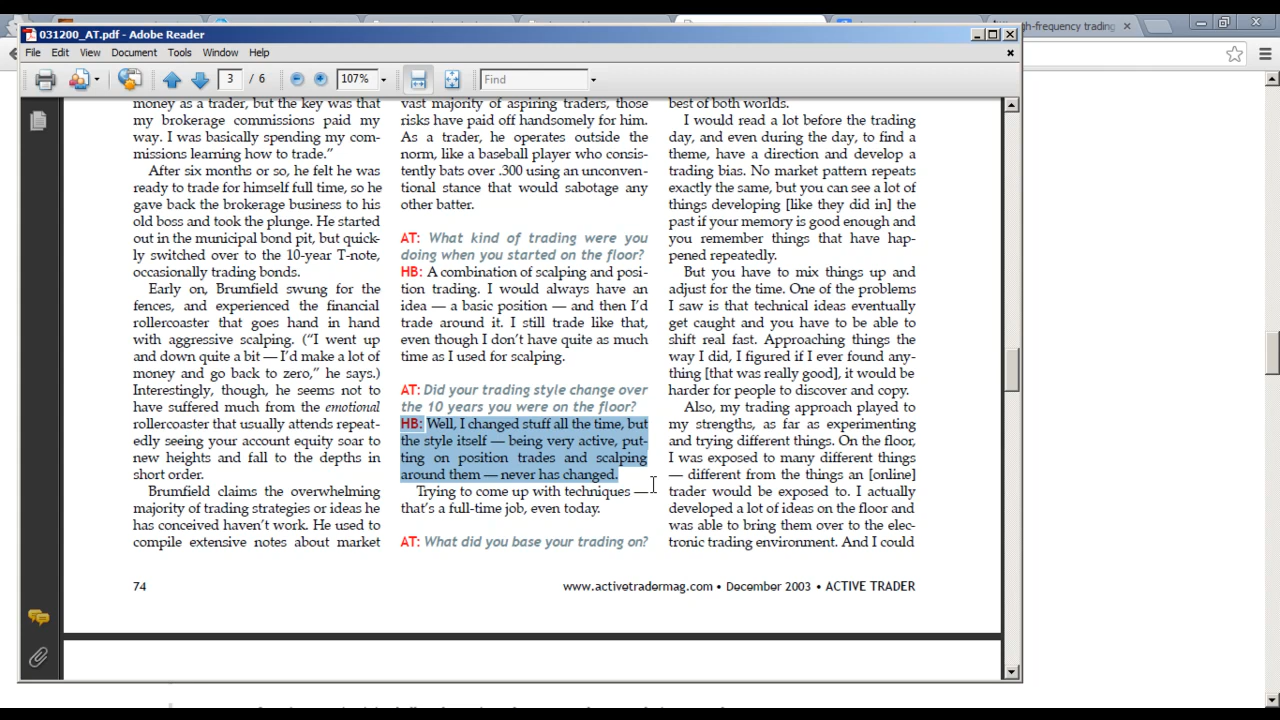 gh-frequency trading
031200_AT.pdf - Adobe Reader
File Edit View Document Tools Window Help
3 / 6 107% Find
money as a trader, but the key was that
my brokerage commissions paid my
way. I was basically spending my com-
missions learning how to trade.”
After six months or so, he felt he was
ready to trade for himself full time, so he
gave back the brokerage business to his
old boss and took the plunge. He started
out in the municipal bond pit, but quick-
ly switched over to the 10-year T-note,
occasionally trading bonds.
Early on, Brumfield swung for the
fences, and experienced the financial
rollercoaster that goes hand in hand
with aggressive scalping. (“I went up
and down quite a bit — I’d make a lot of
money and go back to zero,” he says.)
Interestingly, though, he seems not to
have suffered much from the emotional
rollercoaster that usually attends repeat-
edly seeing your account equity soar to
new heights and fall to the depths in
short order.
Brumfield claims the overwhelming
majority of trading strategies or ideas he
has conceived haven’t work. He used to
compile extensive notes about market
vast majority of aspiring traders, those
risks have paid off handsomely for him.
As a trader, he operates outside the
norm, like a baseball player who consis-
tently bats over .300 using an unconven-
tional stance that would sabotage any
other batter.
AT: What kind of trading were you
doing when you started on the floor?
HB: A combination of scalping and posi-
tion trading. I would always have an
idea — a basic position — and then I’d
trade around it. I still trade like that,
even though I don’t have quite as much
time as I used for scalping.
AT: Did your trading style change over
the 10 years you were on the floor?
HB: Well, I changed stuff all the time, but
the style itself — being very active, put-
ting on position trades and scalping
around them — never has changed.
Trying to come up with techniques —
that’s a full-time job, even today.
AT: What did you base your trading on?
best of both worlds.
I would read a lot before the trading
day, and even during the day, to find a
theme, have a direction and develop a
trading bias. No market pattern repeats
exactly the same, but you can see a lot of
things developing [like they did in] the
past if your memory is good enough and
you remember things that have hap-
pened repeatedly.
But you have to mix things up and
adjust for the time. One of the problems
I saw is that technical ideas eventually
get caught and you have to be able to
shift real fast. Approaching things the
way I did, I figured if I ever found any-
thing [that was really good], it would be
harder for people to discover and copy.
Also, my trading approach played to
my strengths, as far as experimenting
and trying different things. On the floor,
I was exposed to many different things
— different from the things an [online]
trader would be exposed to. I actually
developed a lot of ideas on the floor and
was able to bring them over to the elec-
tronic trading environment. And I could
74
www.activetradermag.com • December 2003 • ACTIVE TRADER